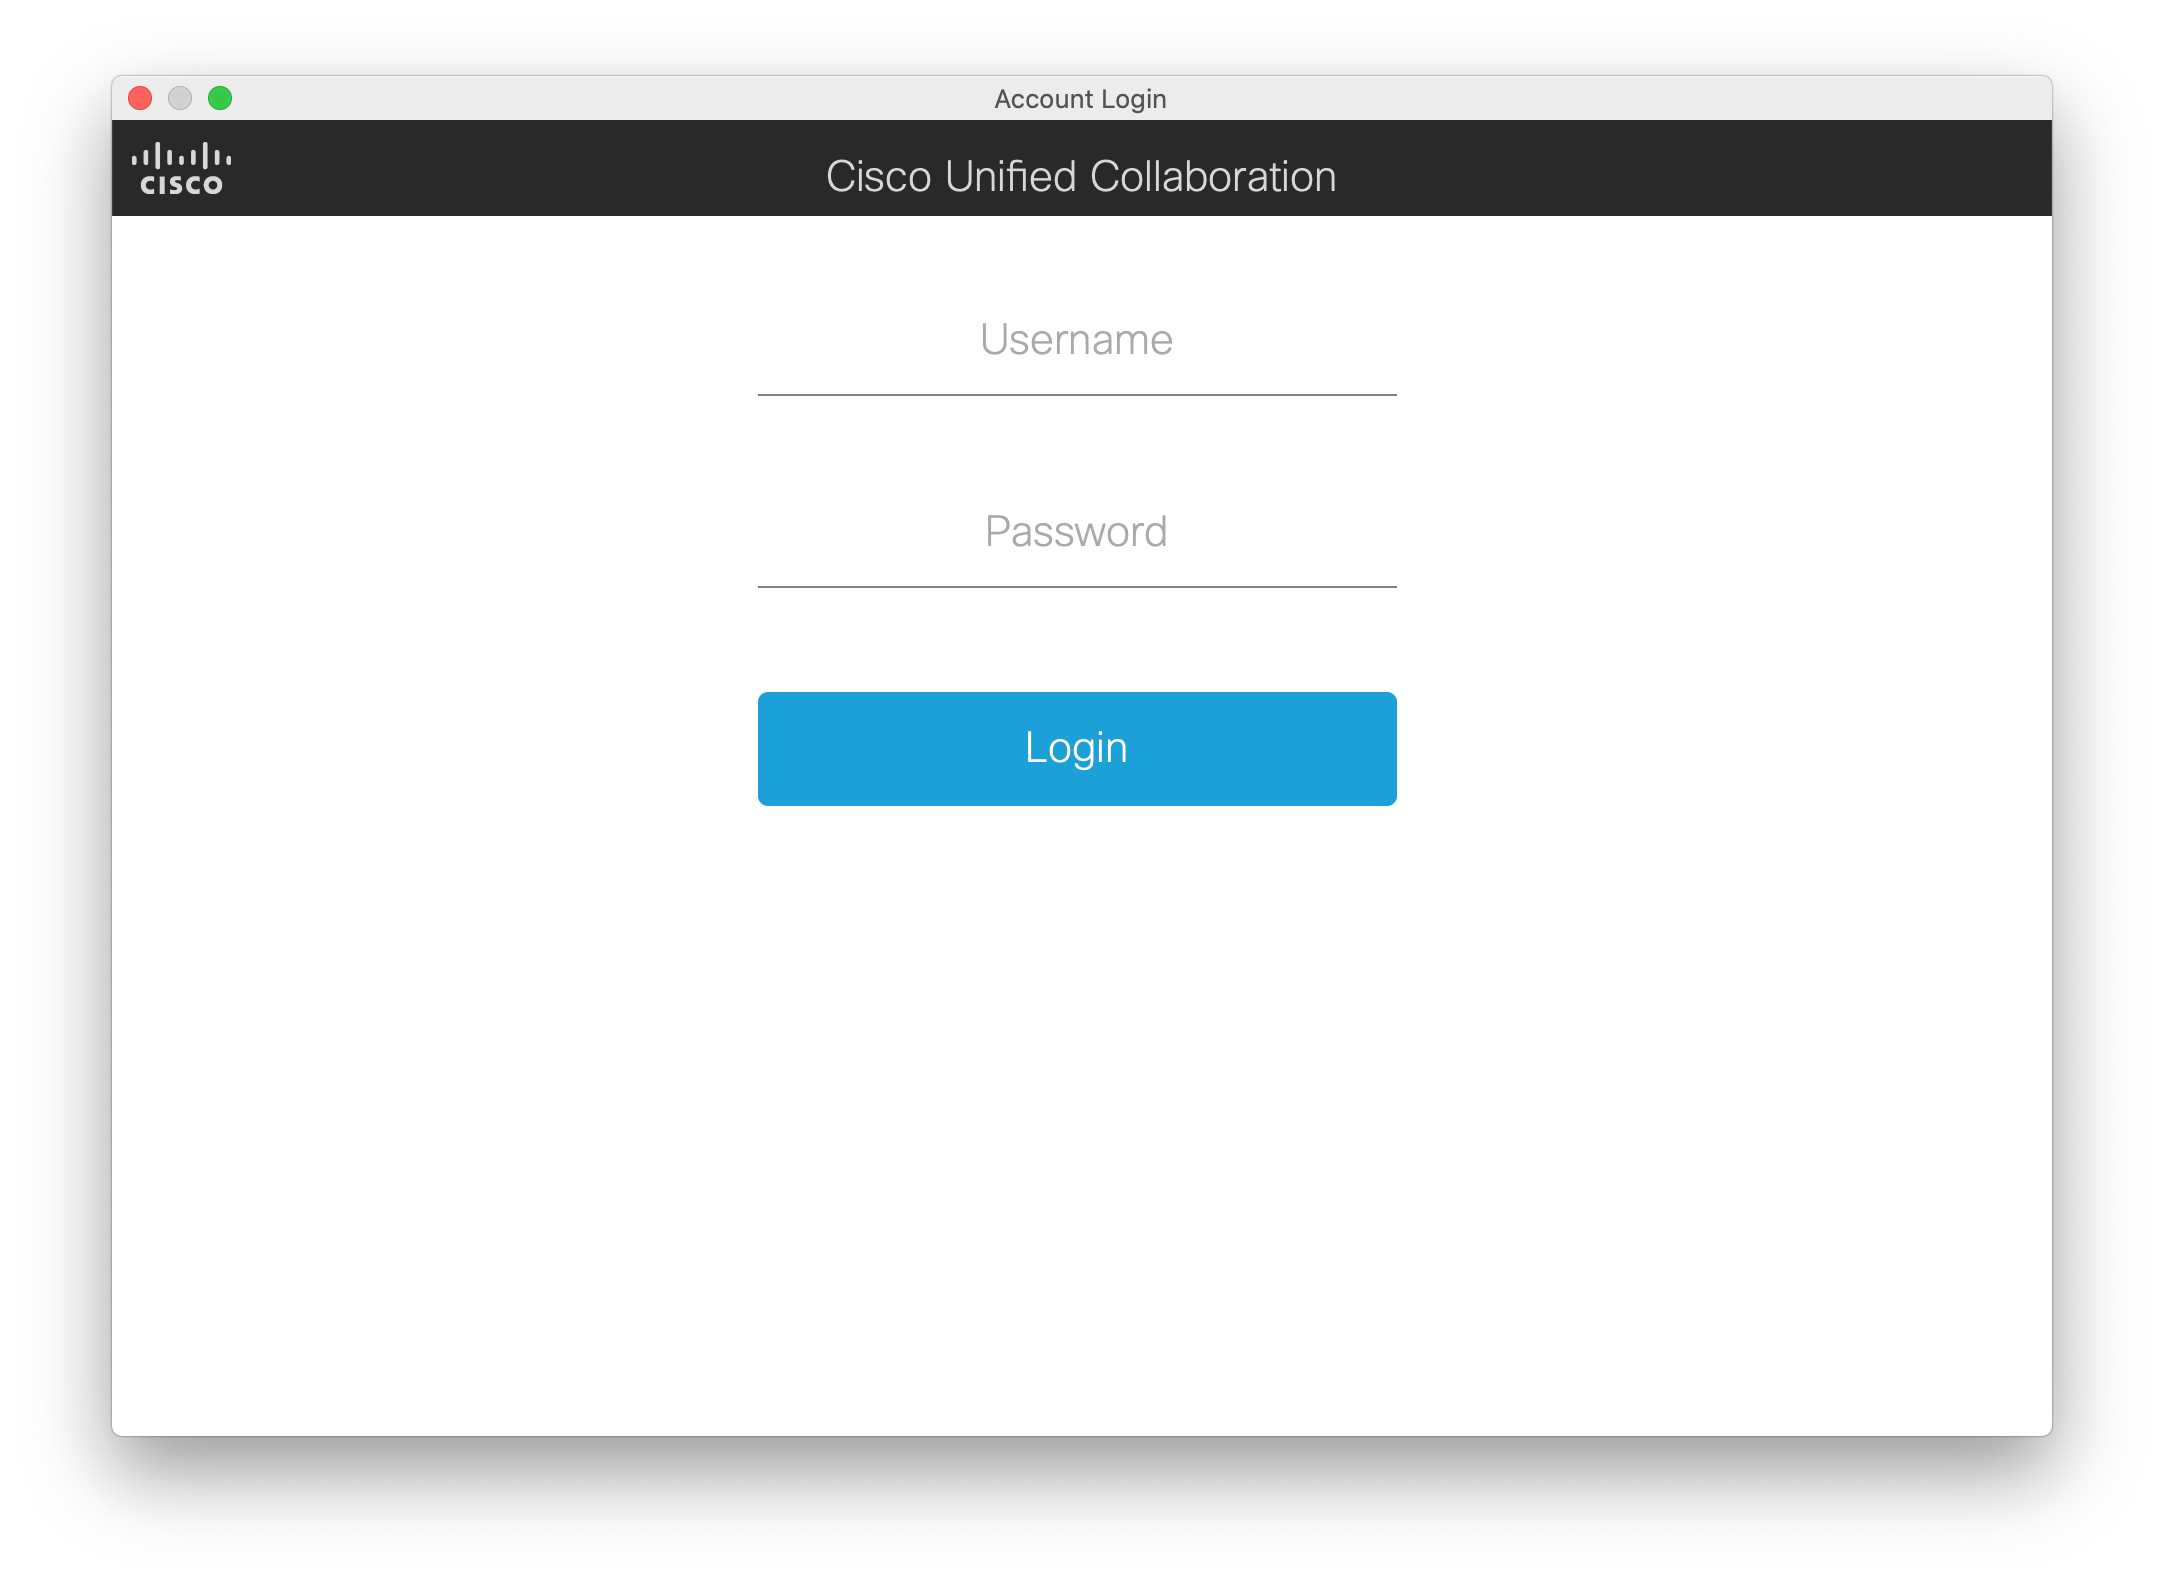 Account Login
CISCO
Cisco Unified Collaboration
Username
Password
Login